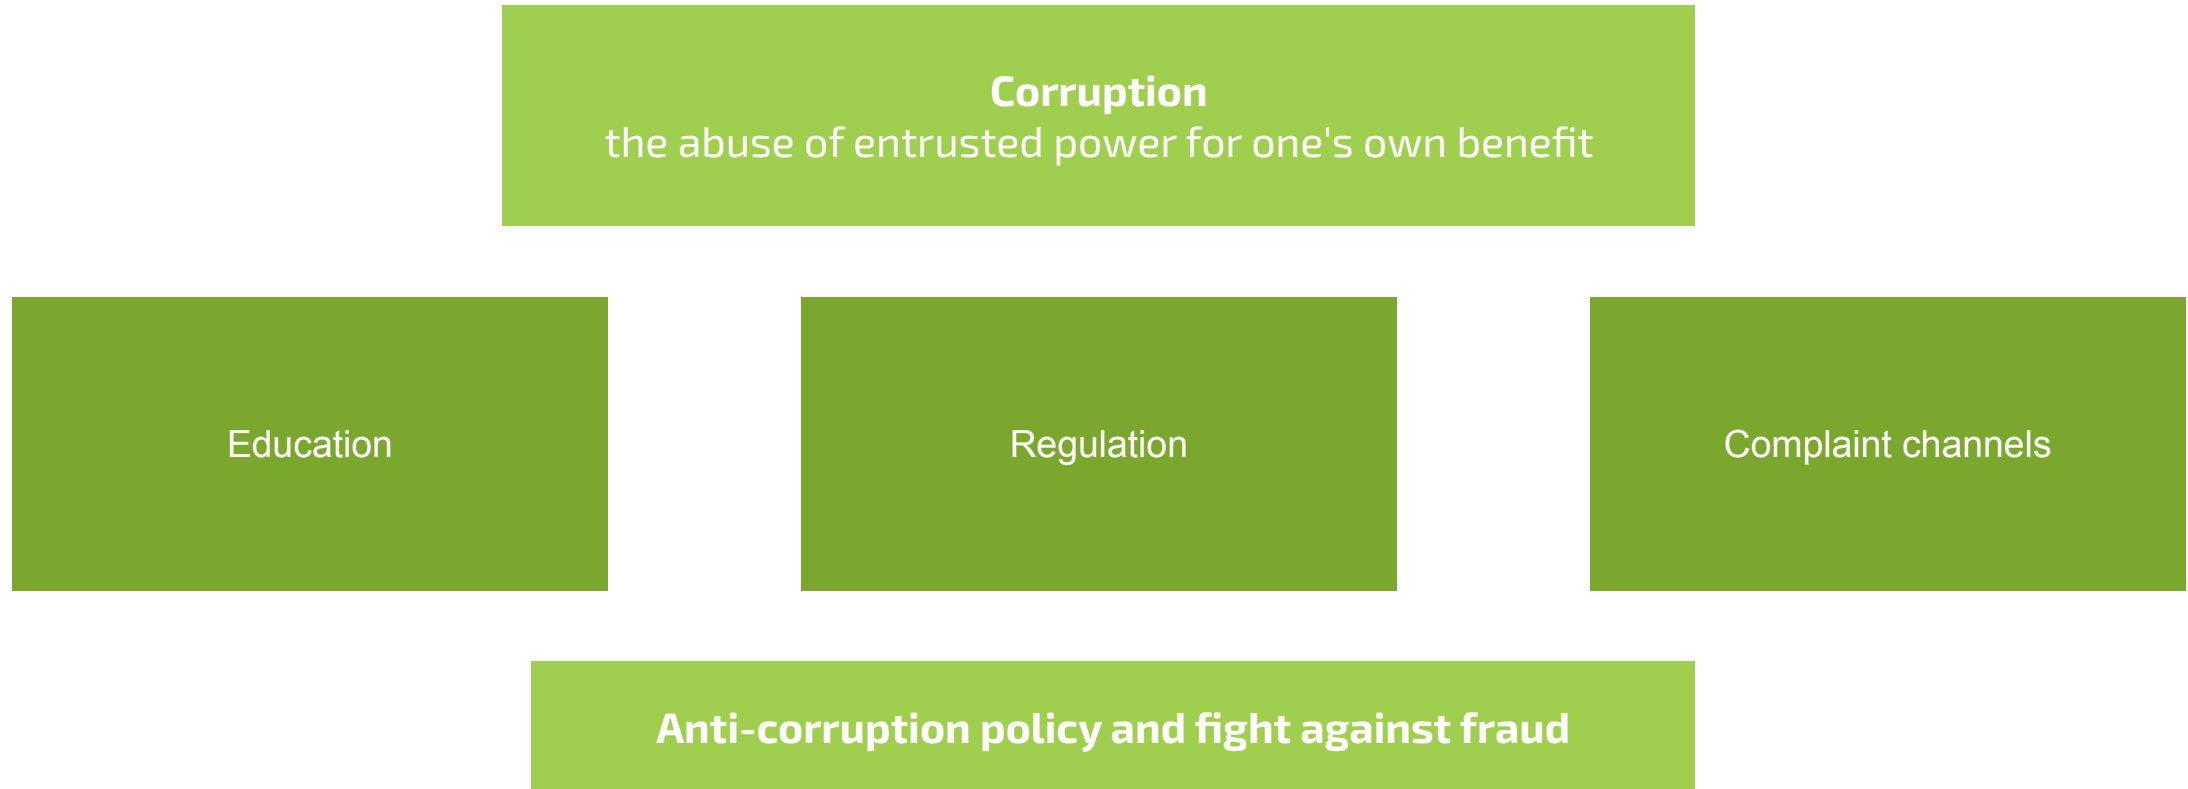 Corruption
the abuse of entrusted power for one's own benefit
Education
Regulation
Complaint channels
Anti-corruption policy and fight against fraud